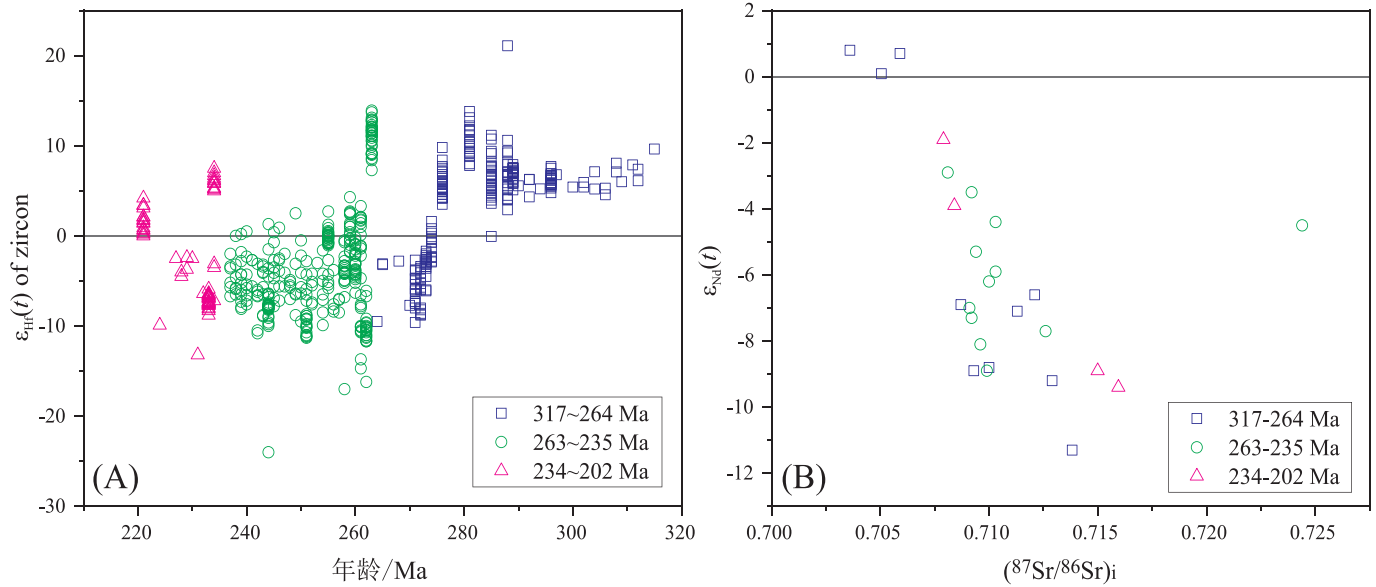 20
10
0
-10
-20
-30
220
240
260
280
300
320
εHf(t) of zircon
年龄/Ma
(A)
317~264 Ma
263~235 Ma
234~202 Ma
2
0
-2
-4
-6
-8
-10
-12
0.700
0.705
0.710
0.715
0.720
0.725
εNd(t)
(87Sr/86Sr)i
(B)
317-264 Ma
263-235 Ma
234-202 Ma